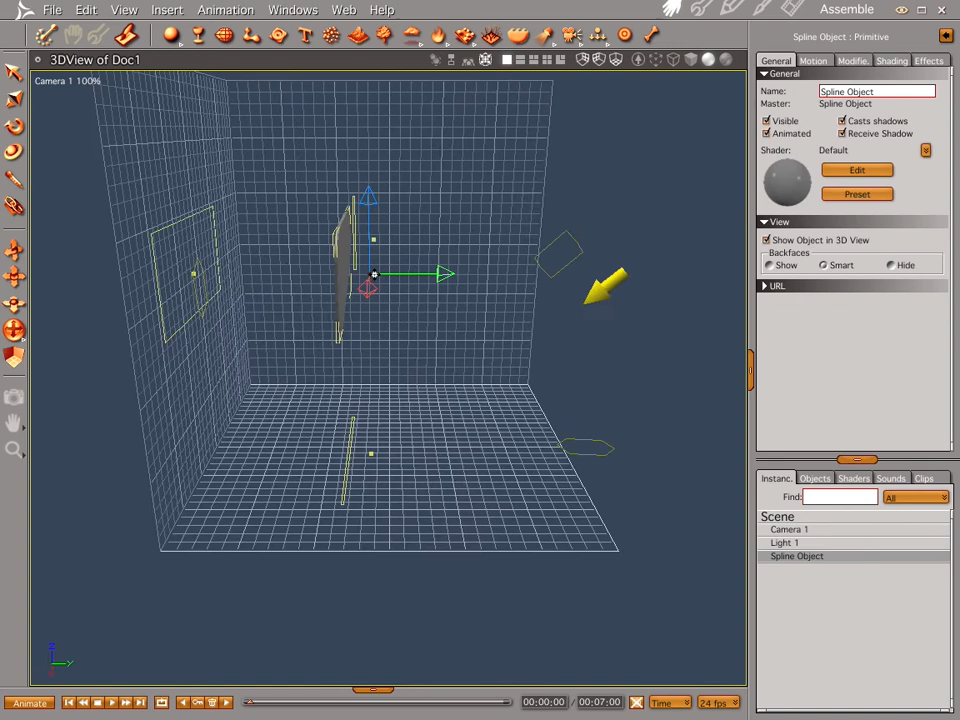 File Edit View Insert Animation Windows Web Help Assemble
3DView of Doc1
Camera 1 100%
Spline Object : Primitive
General Motion Modifie. Shading Effects
General
Name: Spline Object
Master: Spline Object
Visible Casts shadows
Animated Receive Shadow
Shader: Default
Edit
Preset
View
Show Object in 3D View
Backfaces
Show Smart Hide
URL
Instanc. Objects Shaders Sounds Clips
Find: All
Scene
Camera 1
Light 1
Spline Object
Z
Y
Animate 00:00:00 00:07:00 Time 24 fps